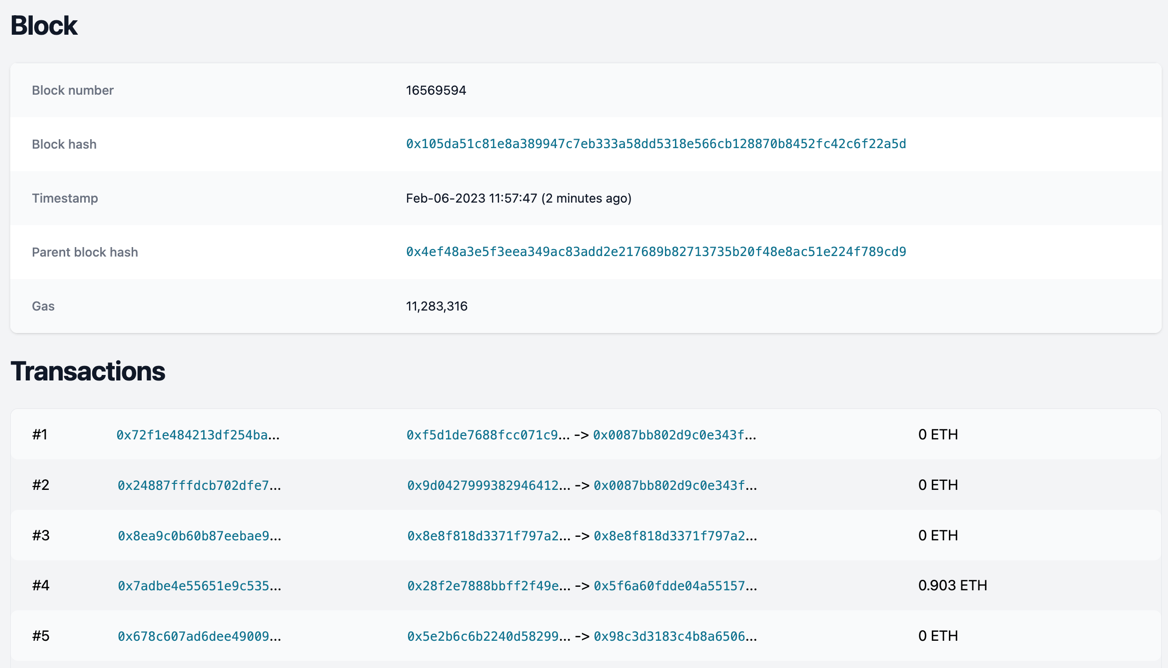 Block
Block number 16569594
Block hash 0x105da51c81e8a389947c7eb333a58dd5318e566cb128870b8452fc42c6f22a5d
Timestamp Feb-06-2023 11:57:47 (2 minutes ago)
Parent block hash 0x4ef48a3e5f3eea349ac83add2e217689b82713735b20f48e8ac51e224f789cd9
Gas 11,283,316
Transactions
#1 0x72f1e484213df254ba... 0xf5d1de7688fcc071c9... -> 0x0087bb802d9c0e343f... 0 ETH
#2 0x24887fffdcb702dfe7... 0x9d0427999382946412... -> 0x0087bb802d9c0e343f... 0 ETH
#3 0x8ea9c0b60b87eebae9... 0x8e8f818d3371f797a2... -> 0x8e8f818d3371f797a2... 0 ETH
#4 0x7adbe4e55651e9c535... 0x28f2e7888bbff2f49e... -> 0x5f6a60fdde04a55157... 0.903 ETH
#5 0x678c607ad6dee49009... 0x5e2b6c6b2240d58299... -> 0x98c3d3183c4b8a6506... 0 ETH